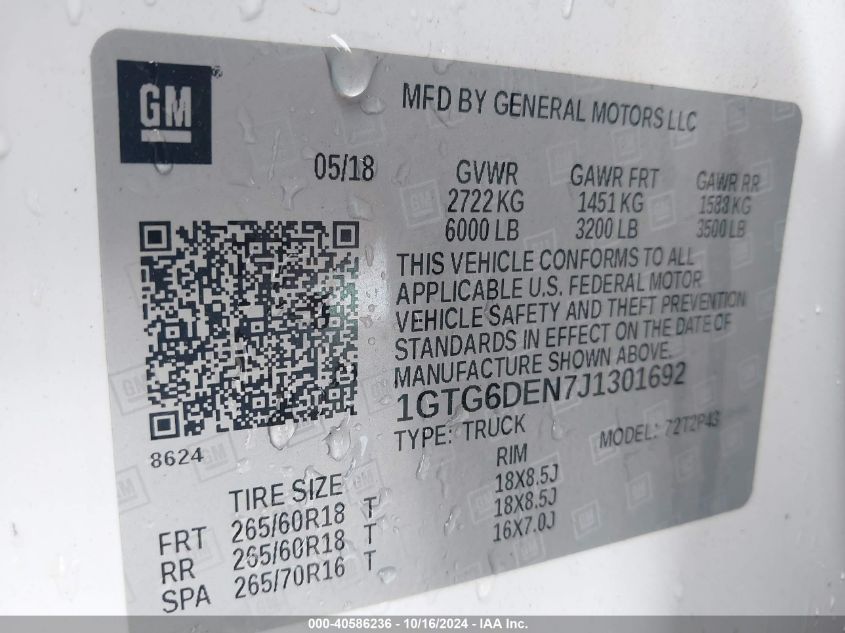 GM ®
MFD BY GENERAL MOTORS LLC
05/18 GVWR GAWR FRT GAWR RR
2722 KG 1451 KG 1588 KG
6000 LB 3200 LB 3500 LB
THIS VEHICLE CONFORMS TO ALL
APPLICABLE U.S. FEDERAL MOTOR
VEHICLE SAFETY AND THEFT PREVENTION
STANDARDS IN EFFECT ON THE DATE OF
MANUFACTURE SHOWN ABOVE.
1GTG6DEN7J1301692
TYPE: TRUCK MODEL: 72T2P43
8624
TIRE SIZE RIM
FRT 265/60R18 T 18X8.5J
RR 265/60R18 T 18X8.5J
SPA 265/70R16 T 16X7.0J
000-40586236 - 10/16/2024 - IAA Inc.